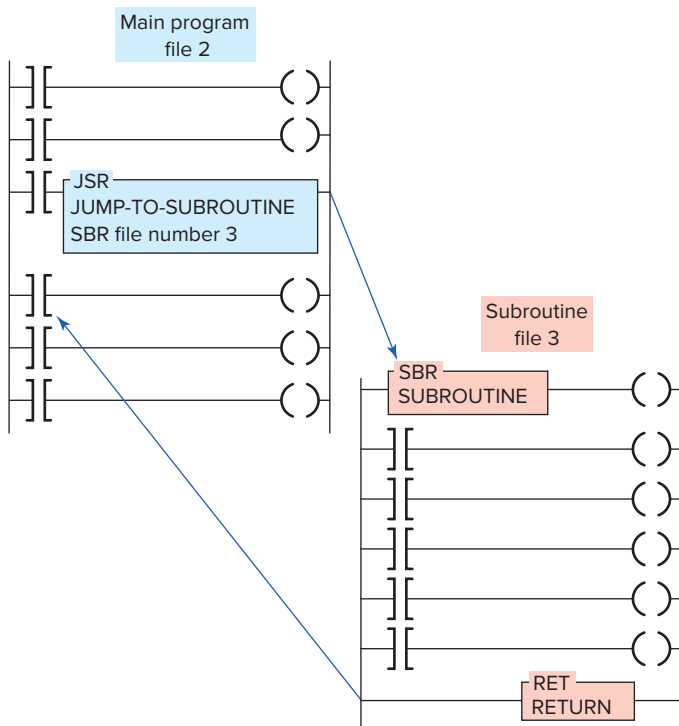 Main program
file 2
JSR
JUMP-TO-SUBROUTINE
SBR file number 3
Subroutine
file 3
SBR
SUBROUTINE
RET
RETURN